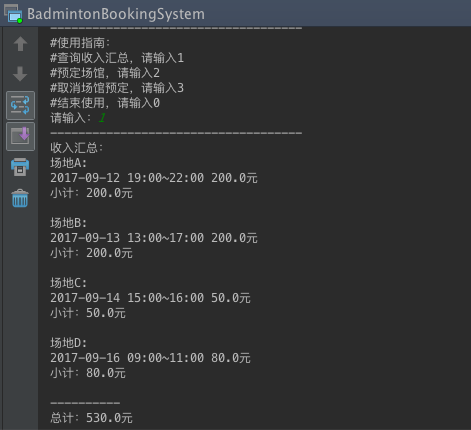 BadmintonBookingSystem
------------------------------------
#使用指南：
#查询收入汇总，请输入1
#预定场馆，请输入2
#取消场馆预定，请输入3
#结束使用，请输入0
请输入：1
------------------------------------
收入汇总：
场地A:
2017-09-12 19:00~22:00 200.0元
小计：200.0元
场地B:
2017-09-13 13:00~17:00 200.0元
小计：200.0元
场地C:
2017-09-14 15:00~16:00 50.0元
小计：50.0元
场地D:
2017-09-16 09:00~11:00 80.0元
小计：80.0元
----------
总计：530.0元